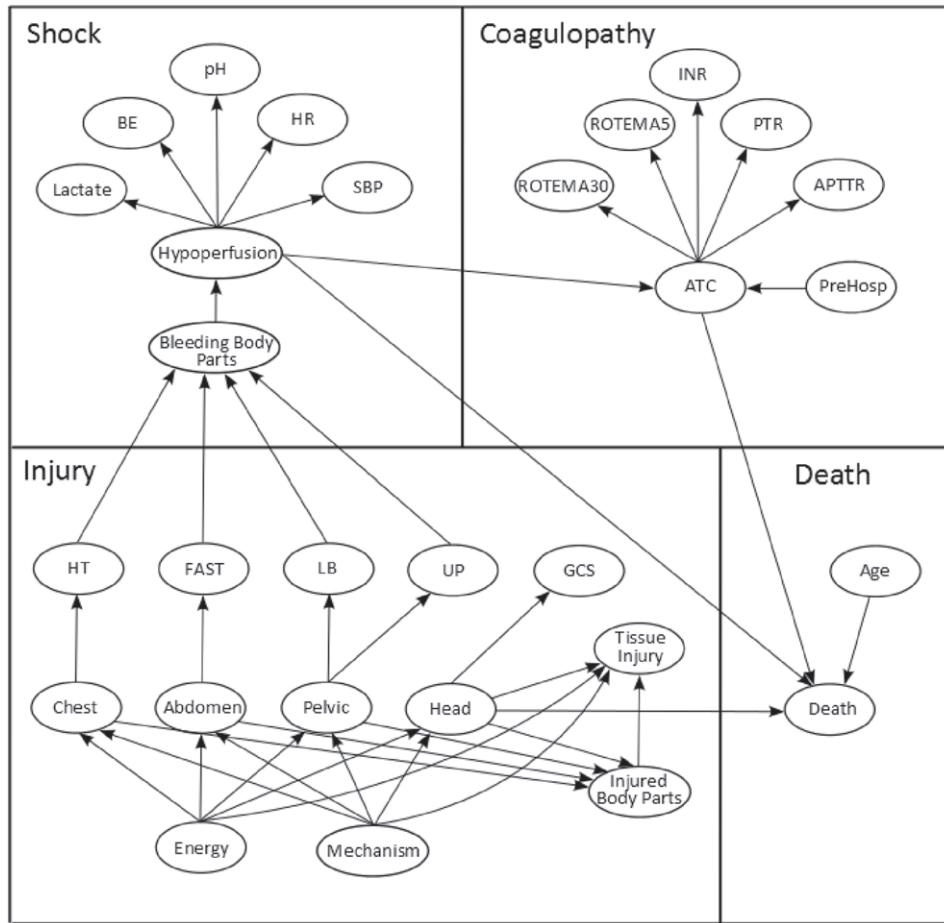 Shock
Coagulopathy
pH
INR
BE
HR
ROTEMA5
PTR
Lactate
SBP
ROTEMA30
APTTR
Hypoperfusion
ATC
PreHosp
Bleeding Body
Parts
Injury
Death
HT
FAST
LB
UP
GCS
Age
Tissue
Injury
Chest
Abdomen
Pelvic
Head
Death
Injured
Body Parts
Energy
Mechanism